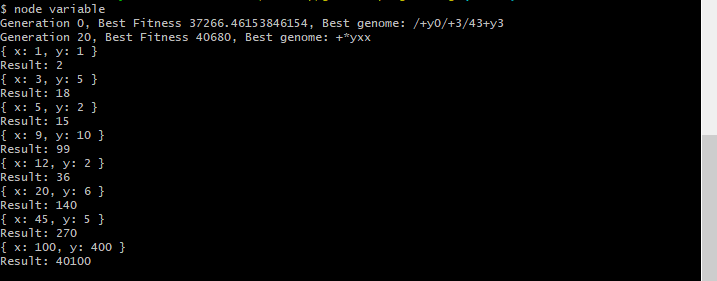 $ node variable
Generation 0, Best Fitness 37266.46153846154, Best genome: /+y0/+3/43+y3
Generation 20, Best Fitness 40680, Best genome: +*yxx
{ x: 1, y: 1 }
Result: 2
{ x: 3, y: 5 }
Result: 18
{ x: 5, y: 2 }
Result: 15
{ x: 9, y: 10 }
Result: 99
{ x: 12, y: 2 }
Result: 36
{ x: 20, y: 6 }
Result: 140
{ x: 45, y: 5 }
Result: 270
{ x: 100, y: 400 }
Result: 40100